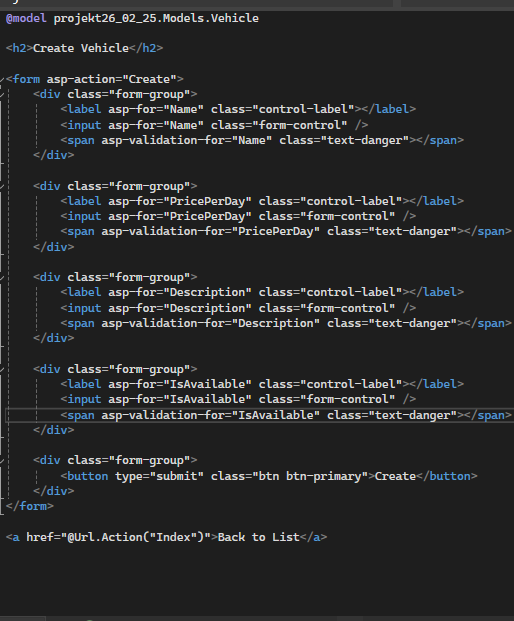 @model projekt26_02_25.Models.Vehicle
<h2>Create Vehicle</h2>
<form asp-action="Create">
<div class="form-group">
<label asp-for="Name" class="control-label"></label>
<input asp-for="Name" class="form-control" />
<span asp-validation-for="Name" class="text-danger"></span>
</div>
<div class="form-group">
<label asp-for="PricePerDay" class="control-label"></label>
<input asp-for="PricePerDay" class="form-control" />
<span asp-validation-for="PricePerDay" class="text-danger"></span>
</div>
<div class="form-group">
<label asp-for="Description" class="control-label"></label>
<input asp-for="Description" class="form-control" />
<span asp-validation-for="Description" class="text-danger"></span>
</div>
<div class="form-group">
<label asp-for="IsAvailable" class="control-label"></label>
<input asp-for="IsAvailable" class="form-control" />
<span asp-validation-for="IsAvailable" class="text-danger"></span>
</div>
<div class="form-group">
<button type="submit" class="btn btn-primary">Create</button>
</div>
</form>
<a href="@Url.Action("Index")">Back to List</a>